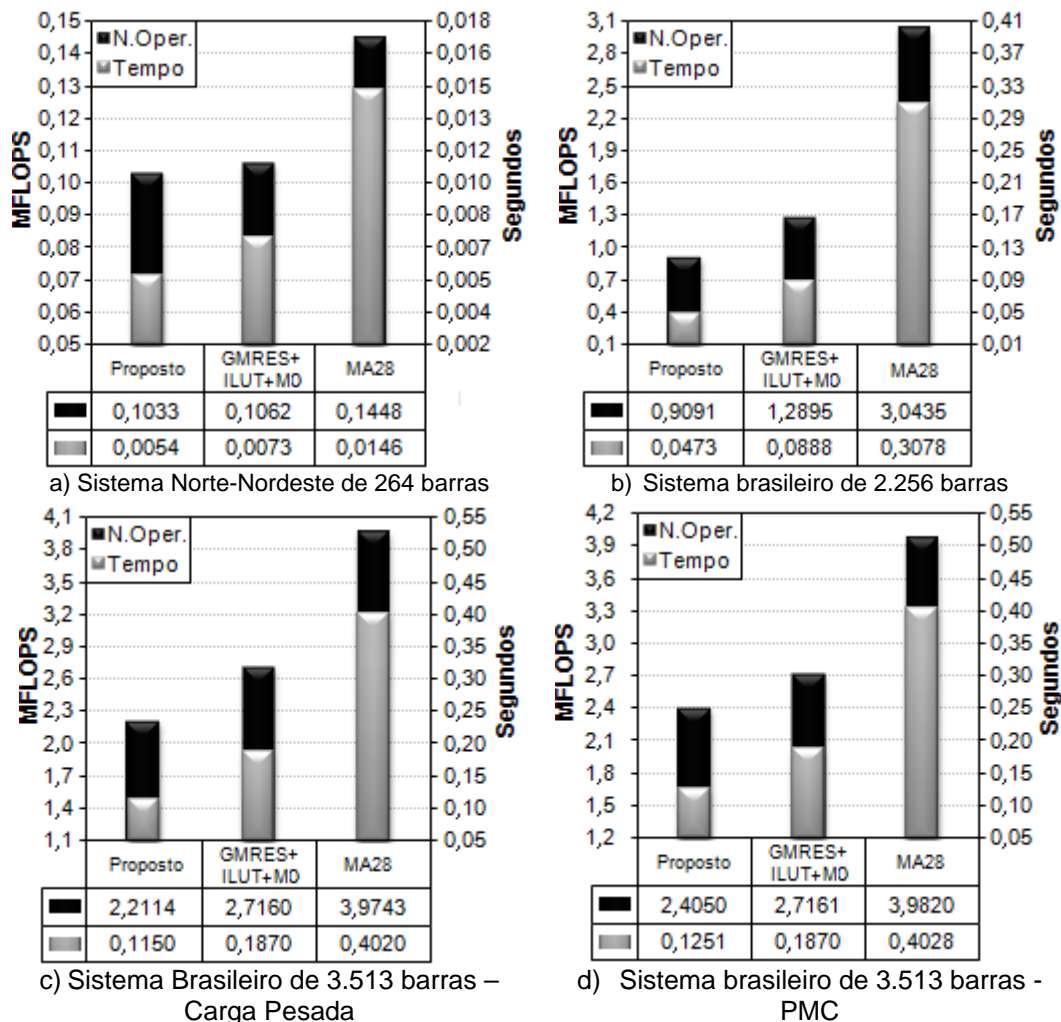 0,15
0,14
0,13
0,12
0,11
0,10
0,09
0,08
0,07
0,06
0,05
MFLOPS
N.Oper.
Tempo
0,018
0,016
0,015
0,013
0,012
0,010
0,008
0,007
0,005
0,004
0,002
Segundos
Proposto GMRES+ MA28
ILUT+M0
0,1033 0,1062 0,1448
0,0054 0,0073 0,0146
a) Sistema Norte-Nordeste de 264 barras
3,1
2,8
2,5
2,2
1,9
1,6
1,3
1,0
0,7
0,4
0,1
MFLOPS
N.Oper.
Tempo
0,41
0,37
0,33
0,29
0,25
0,21
0,17
0,13
0,09
0,05
0,01
Segundos
Proposto GMRES+ MA28
ILUT+M0
0,9091 1,2895 3,0435
0,0473 0,0888 0,3078
b) Sistema brasileiro de 2.256 barras
4,1
3,8
3,5
3,2
2,9
2,6
2,3
2,0
1,7
1,4
1,1
MFLOPS
N.Oper.
Tempo
0,55
0,50
0,45
0,40
0,35
0,30
0,25
0,20
0,15
0,10
0,05
Segundos
Proposto GMRES+ MA28
ILUT+M0
2,2114 2,7160 3,9743
0,1150 0,1870 0,4020
c) Sistema Brasileiro de 3.513 barras –
Carga Pesada
4,2
3,9
3,6
3,3
3,0
2,7
2,4
2,1
1,8
1,5
1,2
MFLOPS
N.Oper.
Tempo
0,55
0,50
0,45
0,40
0,35
0,30
0,25
0,20
0,15
0,10
0,05
Segundos
Proposto GMRES+ MA28
ILUT+M0
2,4050 2,7161 3,9820
0,1251 0,1870 0,4028
d) Sistema brasileiro de 3.513 barras -
PMC